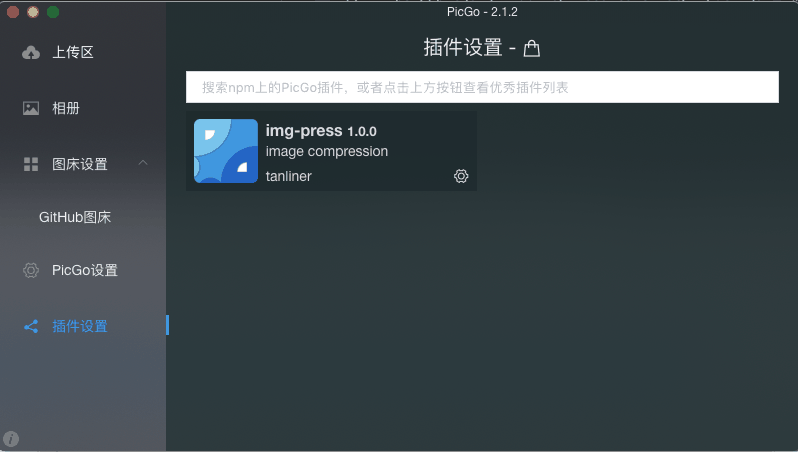 PicGo - 2.1.2
上传区
相册
图床设置
GitHub图床
PicGo设置
插件设置
插件设置 -
搜索npm上的PicGo插件，或者点击上方按钮查看优秀插件列表
img-press 1.0.0
image compression
tanliner
i